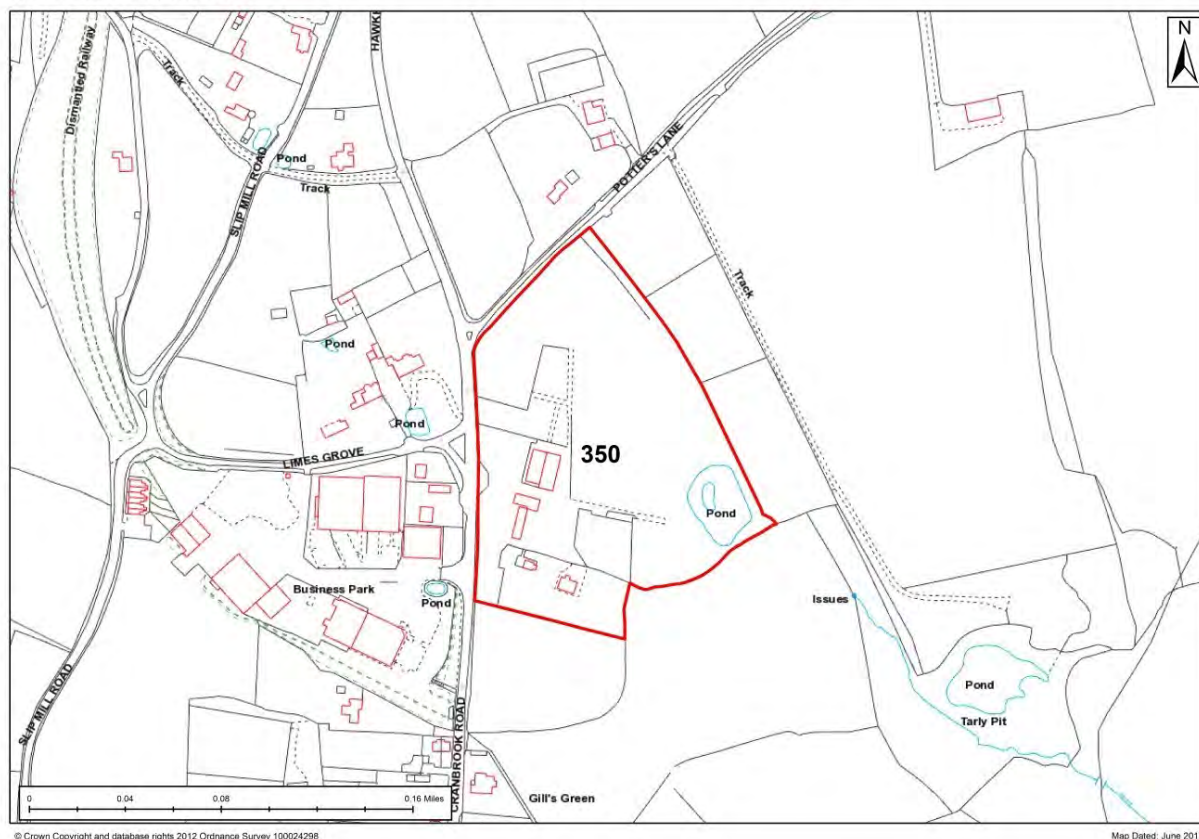 N
HAWKH
Dismantled Railway
Track
POTTER'S LANE
Pond
Track
SLIP MILL ROAD
Track
Pond
Pond
LIMES GROVE
350
Pond
Business Park
Pond
Issues
Pond
Tarly Pit
SLIP MILL ROAD
CRANBROOK ROAD
Gill's Green
0 0.04 0.08 0.16 Miles
© Crown Copyright and database rights 2012 Ordnance Survey 100024298
Map Dated: June 201